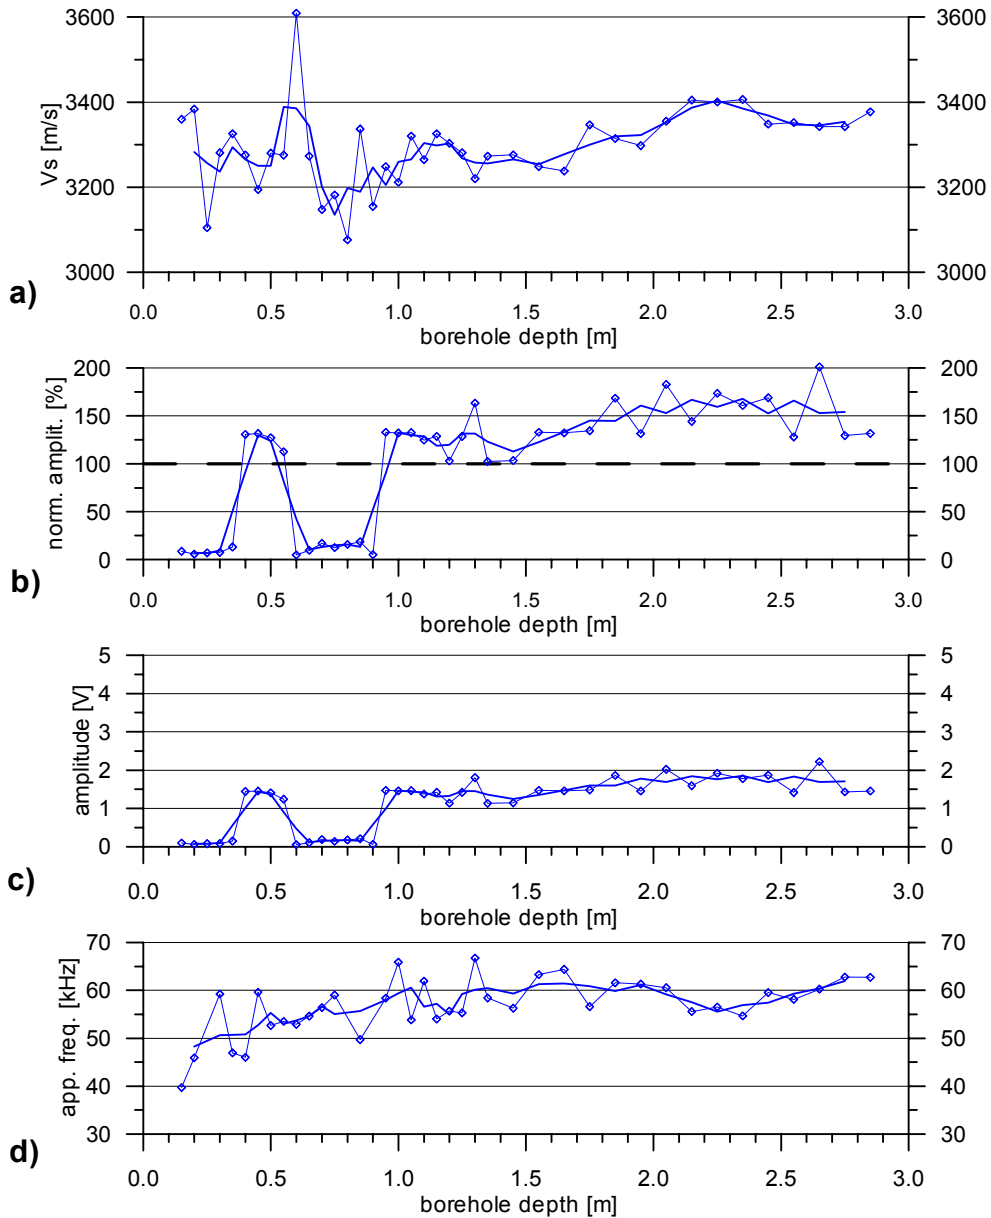 3600 3600
3400 3400
3200 3200
3000 3000
Vs [m/s]
a)
0.0 0.5 1.0 1.5 2.0 2.5 3.0
borehole depth [m]
200 200
150 150
100 100
50 50
0 0
norm. amplit. [%]
b)
0.0 0.5 1.0 1.5 2.0 2.5 3.0
borehole depth [m]
5 5
4 4
3 3
2 2
1 1
0 0
amplitude [V]
c)
0.0 0.5 1.0 1.5 2.0 2.5 3.0
borehole depth [m]
70 70
60 60
50 50
40 40
30 30
app. freq. [kHz]
d)
0.0 0.5 1.0 1.5 2.0 2.5 3.0
borehole depth [m]